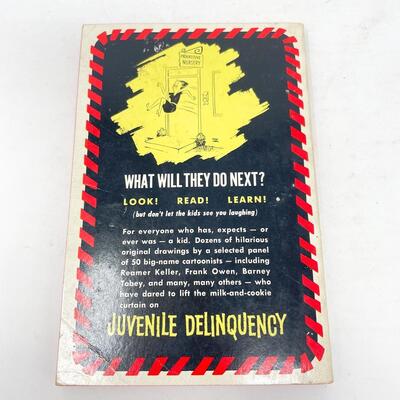 NURSERY
WHAT WILL THEY DO NEXT?
LOOK! READ! LEARN!
(but don't let the kids see you laughing)
For everyone who has, expects — or
ever was — a kid. Dozens of hilarious
original drawings by a selected panel
of 50 big-name cartoonists — including
Reamer Keller, Frank Owen, Barney
Tobey, and many, many others — who
have dared to lift the milk-and-cookie
curtain on
JUVENILE DELINQUENCY